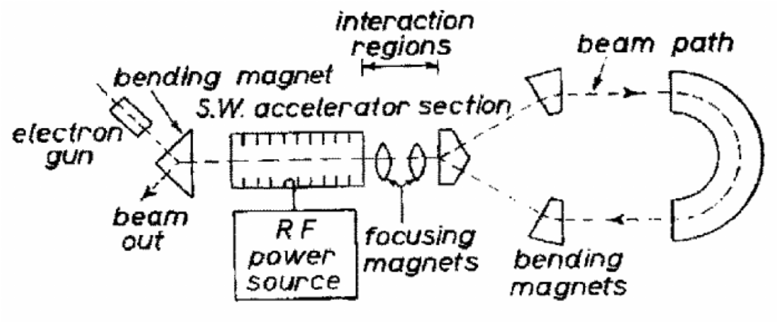 interaction
regions
beam path
bending magnet
S.W. accelerator section
electron
gun
beam
out
RF
power
source
focusing
magnets
bending
magnets